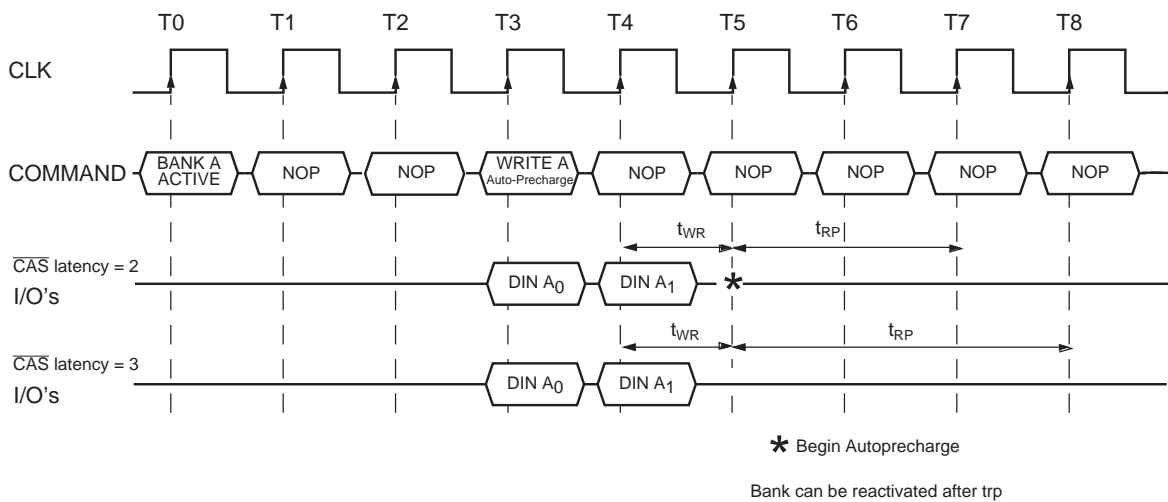 T0 T1 T2 T3 T4 T5 T6 T7 T8
CLK
COMMAND
BANK A
ACTIVE
NOP
NOP
WRITE A
Auto-Precharge
NOP
NOP
NOP
NOP
NOP
tWR
tRP
CAS latency = 2
I/O's
DIN A0
DIN A1
*
tWR
tRP
CAS latency = 3
I/O's
DIN A0
DIN A1
* Begin Autoprecharge
Bank can be reactivated after trp